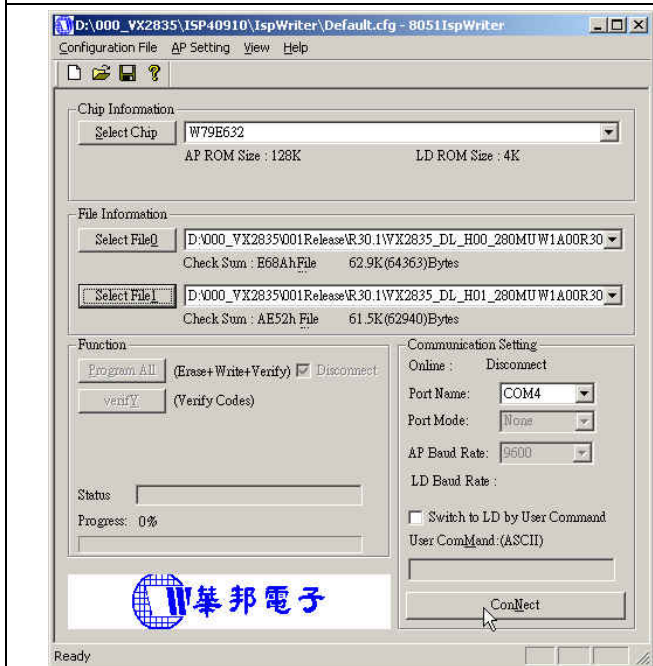 D:\000_VX2835\ISP40910\IspWriter\Default.cfg - 8051IspWriter
Configuration File AP Setting View Help
Chip Information
Select Chip W79E632
AP ROM Size : 128K LD ROM Size : 4K
File Information
Select File0 D:\000_VX2835\001Release\R30.1\VX2835_DL_H00_280MUW1A00R30
Check Sum : E68AhFile 62.9K(64363)Bytes
Select File1 D:\000_VX2835\001Release\R30.1\VX2835_DL_H01_280MUW1A00R30
Check Sum : AE52h File 61.5K(62940)Bytes
Function
Program All (Erase+Write+Verify) Disconnect
verifY (Verify Codes)
Status
Progress: 0%
Communication Setting
Online : Disconnect
Port Name: COM4
Port Mode: None
AP Baud Rate: 9600
LD Baud Rate :
Switch to LD by User Command
User ComMand:(ASCII)
ConNect
華邦電子
Ready